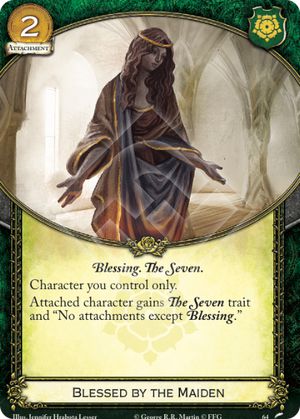 2
ATTACHMENT
Blessing. The Seven.
Character you control only.
Attached character gains The Seven trait
and “No attachments except Blessing.”
BLESSED BY THE MAIDEN
Illus. Jennifer Hrabota Lesser
© George R.R. Martin © FFG
64